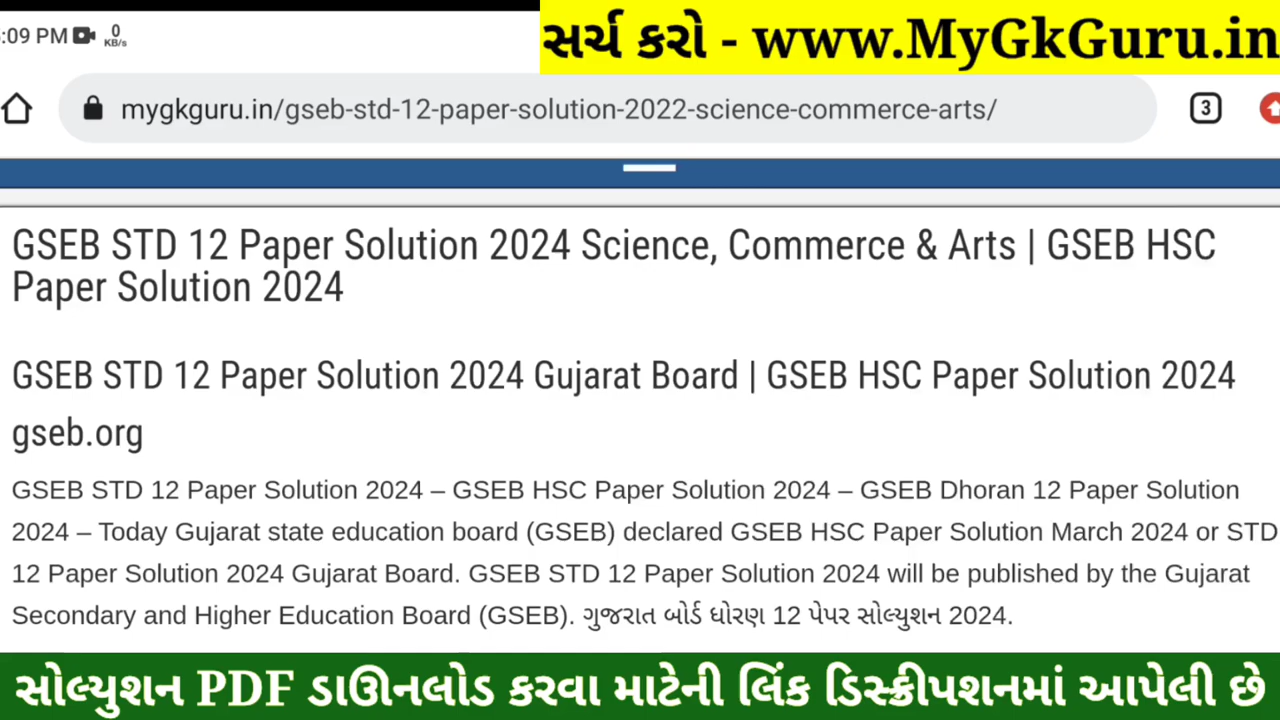 :09 PM 0 KB/s
સર્ચ કરો - www.MyGkGuru.in
mygkguru.in/gseb-std-12-paper-solution-2022-science-commerce-arts/ 3
GSEB STD 12 Paper Solution 2024 Science, Commerce & Arts | GSEB HSC
Paper Solution 2024
GSEB STD 12 Paper Solution 2024 Gujarat Board | GSEB HSC Paper Solution 2024
gseb.org
GSEB STD 12 Paper Solution 2024 – GSEB HSC Paper Solution 2024 – GSEB Dhoran 12 Paper Solution
2024 – Today Gujarat state education board (GSEB) declared GSEB HSC Paper Solution March 2024 or STD
12 Paper Solution 2024 Gujarat Board. GSEB STD 12 Paper Solution 2024 will be published by the Gujarat
Secondary and Higher Education Board (GSEB). ગુજરાત બોર્ડ ધોરણ 12 પેપર સોલ્યુશન 2024.
સોલ્યુશન PDF ડાઊનલોડ કરવા માટેની લિંક ડિસ્ક્રીપશનમાં આપેલી છે